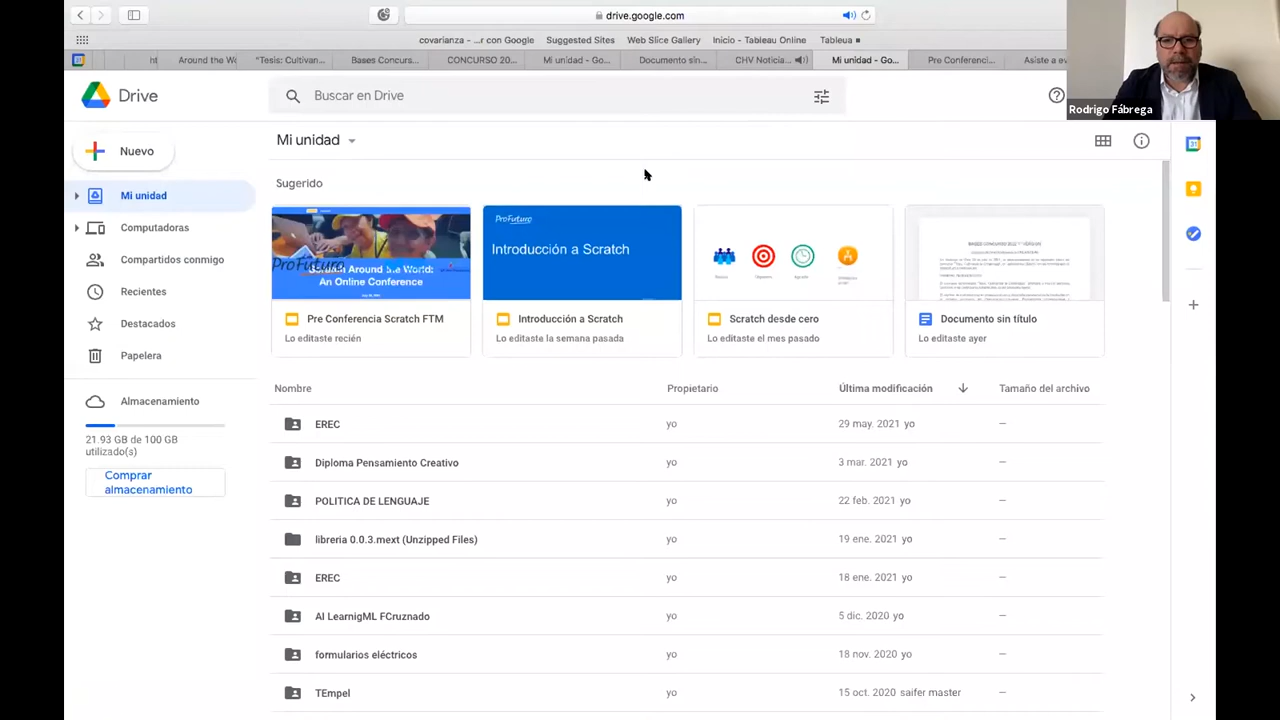 drive.google.com
covarianza - ...r con Google
Suggested Sites
Web Slice Gallery
Inicio - Tableau Online
Tableua
ht
Around the Wo
"Tesis: Cultivan...
Bases Concurs...
CONCURSO 20...
Mi unidad - Go...
Documento sin...
CHV Noticia...
Mi unidad - Go...
Pre Conferenci...
Asiste a ev
Rodrigo Fábrega
Drive
Buscar en Drive
Nuevo
Mi unidad
Computadoras
Compartidos conmigo
Recientes
Destacados
Papelera
Almacenamiento
21.93 GB de 100 GB
utilizado(s)
Comprar
almacenamiento
Mi unidad
Sugerido
Around the World:
An Online Conference
Pre Co
ncia Scratch FTM
Lo editaste recién
ProFuturo
Introducción a Scratch
Introducción a Scratch
Lo editaste la semana pasada
Scratch desde cero
Lo editaste el mes pasado
Documento sin título
Lo editaste ayer
Nombre Propietario Última modificación Tamaño del archivo
EREC yo 29 may. 2021 yo —
Diploma Pensamiento Creativo yo 3 mar. 2021 yo —
POLITICA DE LENGUAJE yo 22 feb. 2021 yo —
libreria 0.0.3.mext (Unzipped Files) yo 19 ene. 2021 yo —
EREC yo 18 ene. 2021 yo —
AI LearnigML FCruznado yo 5 dic. 2020 yo —
formularios eléctricos yo 18 nov. 2020 yo —
TEmpel yo 15 oct. 2020 saifer master —